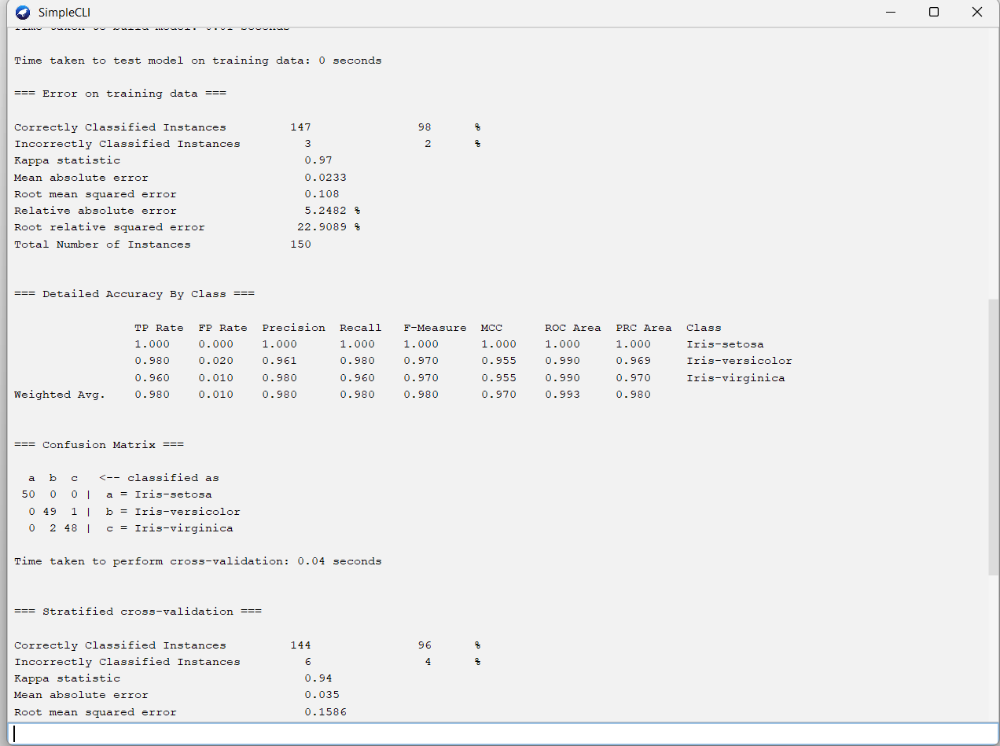 SimpleCLI
Time taken to build model: 0.01 seconds
Time taken to test model on training data: 0 seconds
=== Error on training data ===
Correctly Classified Instances         147               98      %
Incorrectly Classified Instances         3                2      %
Kappa statistic                          0.97
Mean absolute error                      0.0233
Root mean squared error                  0.108
Relative absolute error                  5.2482 %
Root relative squared error             22.9089 %
Total Number of Instances              150
=== Detailed Accuracy By Class ===
                 TP Rate  FP Rate  Precision  Recall   F-Measure  MCC      ROC Area  PRC Area  Class
                 1.000    0.000    1.000      1.000    1.000      1.000    1.000     1.000     Iris-setosa
                 0.980    0.020    0.961      0.980    0.970      0.955    0.990     0.969     Iris-versicolor
                 0.960    0.010    0.980      0.960    0.970      0.955    0.990     0.970     Iris-virginica
Weighted Avg.    0.980    0.010    0.980      0.980    0.980      0.970    0.993     0.980
=== Confusion Matrix ===
  a  b  c   <-- classified as
 50  0  0 |  a = Iris-setosa
  0 49  1 |  b = Iris-versicolor
  0  2 48 |  c = Iris-virginica
Time taken to perform cross-validation: 0.04 seconds
=== Stratified cross-validation ===
Correctly Classified Instances         144               96      %
Incorrectly Classified Instances         6                4      %
Kappa statistic                          0.94
Mean absolute error                      0.035
Root mean squared error                  0.1586